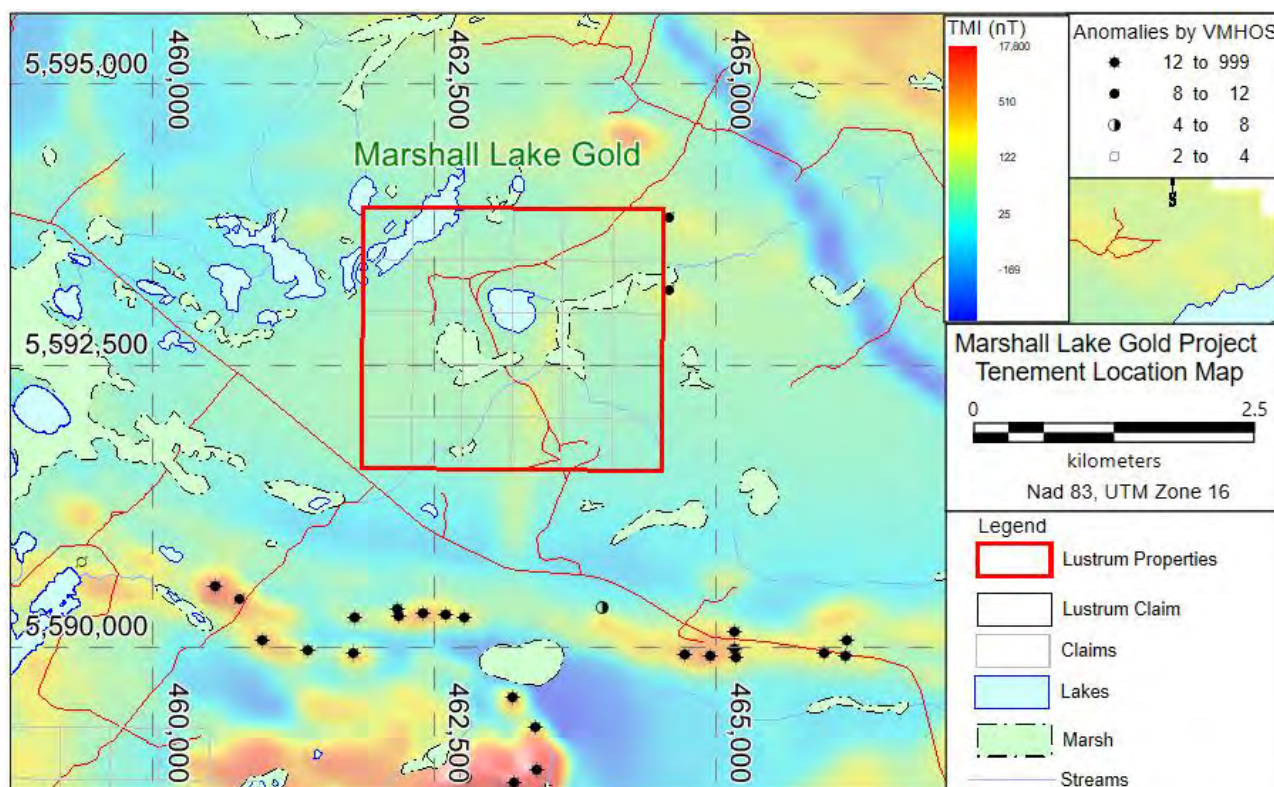 5,595,000
5,592,500
5,590,000
460,000
462,500
465,000
Marshall Lake Gold
460,000
462,500
465,000
TMI (nT)
17,800
510
122
25
-169
Anomalies by VMHOS
12 to 999
8 to 12
4 to 8
2 to 4
Marshall Lake Gold Project
Tenement Location Map
0 2.5
kilometers
Nad 83, UTM Zone 16
Legend
Lustrum Properties
Lustrum Claim
Claims
Lakes
Marsh
Streams